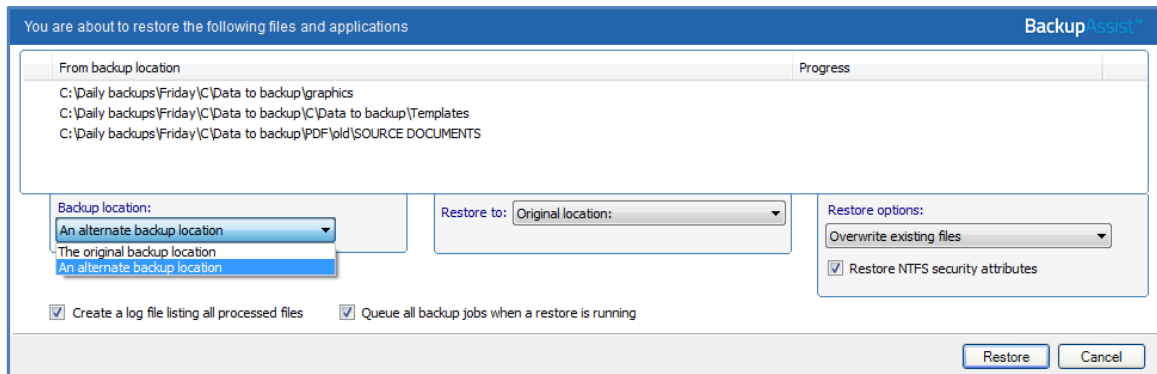 You are about to restore the following files and applications
BackupAssist™
From backup location Progress
C:\Daily backups\Friday\C\Data to backup\graphics
C:\Daily backups\Friday\C\Data to backup\C\Data to backup\Templates
C:\Daily backups\Friday\C\Data to backup\PDF\old\SOURCE DOCUMENTS
Backup location:
An alternate backup location
The original backup location
An alternate backup location
Restore to: Original location:
Restore options:
Overwrite existing files
Restore NTFS security attributes
Create a log file listing all processed files
Queue all backup jobs when a restore is running
Restore Cancel